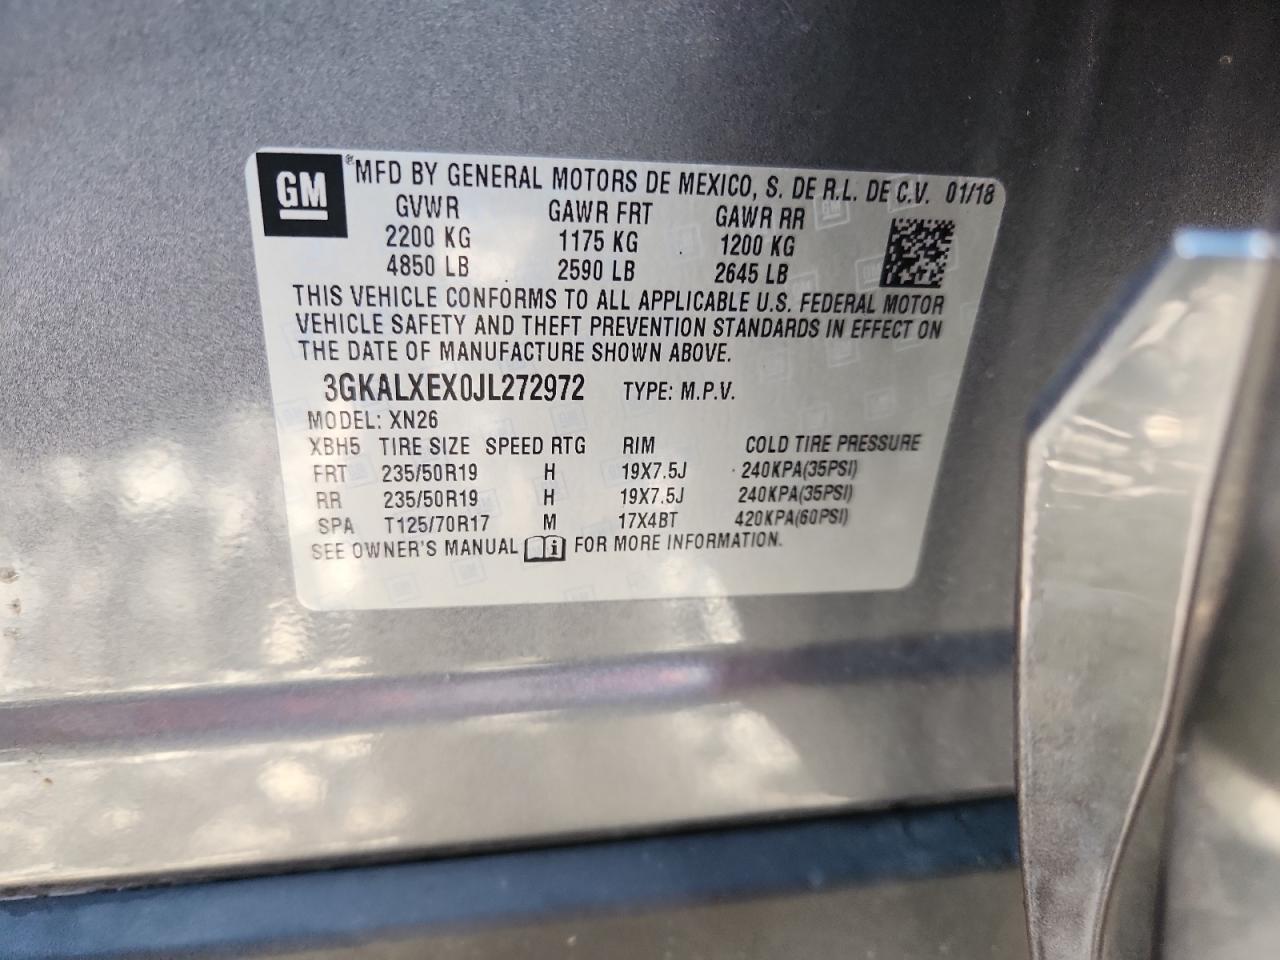 GM ® MFD BY GENERAL MOTORS DE MEXICO, S. DE R.L. DE C.V. 01/18
GVWR GAWR FRT GAWR RR
2200 KG 1175 KG 1200 KG
4850 LB 2590 LB 2645 LB
THIS VEHICLE CONFORMS TO ALL APPLICABLE U.S. FEDERAL MOTOR
VEHICLE SAFETY AND THEFT PREVENTION STANDARDS IN EFFECT ON
THE DATE OF MANUFACTURE SHOWN ABOVE.
3GKALXEX0JL272972 TYPE: M.P.V.
MODEL: XN26
XBH5 TIRE SIZE SPEED RTG RIM COLD TIRE PRESSURE
FRT 235/50R19 H 19X7.5J 240KPA(35PSI)
RR 235/50R19 H 19X7.5J 240KPA(35PSI)
SPA T125/70R17 M 17X4BT 420KPA(60PSI)
SEE OWNER'S MANUAL i FOR MORE INFORMATION.